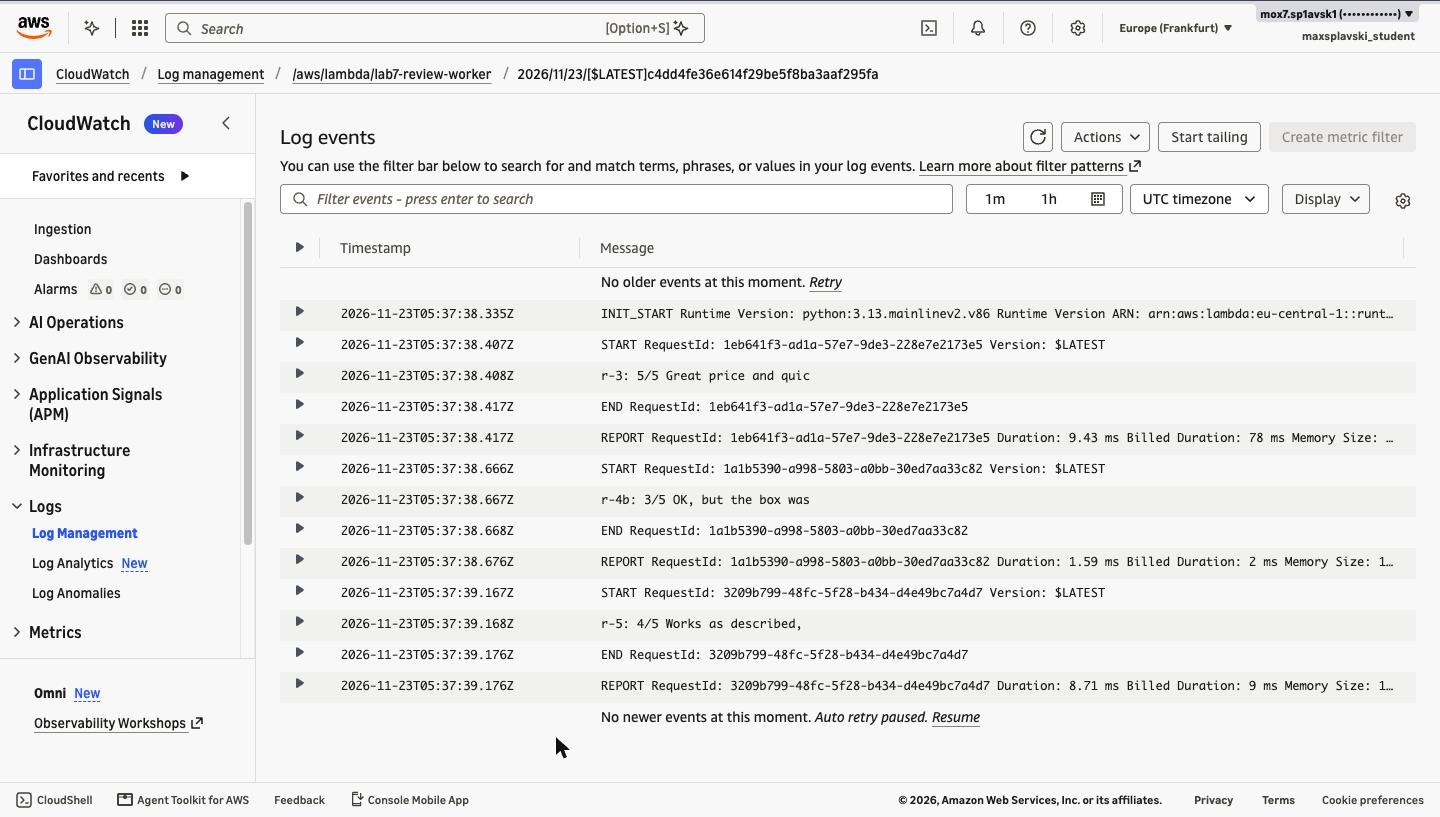 aws
Search [Option+S]
Europe (Frankfurt)
mox7.sp1avsk1 (••••••••••••)
maxsplavski_student
CloudWatch / Log management / /aws/lambda/lab7-review-worker / 2026/11/23/[$LATEST]c4dd4fe36e614f29be5f8ba3aaf295fa
CloudWatch New
Favorites and recents
Ingestion
Dashboards
Alarms 0 0 0
AI Operations
GenAI Observability
Application Signals
(APM)
Infrastructure
Monitoring
Logs
Log Management
Log Analytics New
Log Anomalies
Metrics
Omni New
Observability Workshops
Log events
Actions
Start tailing
Create metric filter
You can use the filter bar below to search for and match terms, phrases, or values in your log events. Learn more about filter patterns
Filter events - press enter to search
1m 1h
UTC timezone
Display
Timestamp Message
No older events at this moment. Retry
2026-11-23T05:37:38.335Z INIT_START Runtime Version: python:3.13.mainlinev2.v86 Runtime Version ARN: arn:aws:lambda:eu-central-1::runt…
2026-11-23T05:37:38.407Z START RequestId: 1eb641f3-ad1a-57e7-9de3-228e7e2173e5 Version: $LATEST
2026-11-23T05:37:38.408Z r-3: 5/5 Great price and quic
2026-11-23T05:37:38.417Z END RequestId: 1eb641f3-ad1a-57e7-9de3-228e7e2173e5
2026-11-23T05:37:38.417Z REPORT RequestId: 1eb641f3-ad1a-57e7-9de3-228e7e2173e5 Duration: 9.43 ms Billed Duration: 78 ms Memory Size: …
2026-11-23T05:37:38.666Z START RequestId: 1a1b5390-a998-5803-a0bb-30ed7aa33c82 Version: $LATEST
2026-11-23T05:37:38.667Z r-4b: 3/5 OK, but the box was
2026-11-23T05:37:38.668Z END RequestId: 1a1b5390-a998-5803-a0bb-30ed7aa33c82
2026-11-23T05:37:38.676Z REPORT RequestId: 1a1b5390-a998-5803-a0bb-30ed7aa33c82 Duration: 1.59 ms Billed Duration: 2 ms Memory Size: 1…
2026-11-23T05:37:39.167Z START RequestId: 3209b799-48fc-5f28-b434-d4e49bc7a4d7 Version: $LATEST
2026-11-23T05:37:39.168Z r-5: 4/5 Works as described,
2026-11-23T05:37:39.176Z END RequestId: 3209b799-48fc-5f28-b434-d4e49bc7a4d7
2026-11-23T05:37:39.176Z REPORT RequestId: 3209b799-48fc-5f28-b434-d4e49bc7a4d7 Duration: 8.71 ms Billed Duration: 9 ms Memory Size: 1…
No newer events at this moment. Auto retry paused. Resume
CloudShell Agent Toolkit for AWS Feedback Console Mobile App © 2026, Amazon Web Services, Inc. or its affiliates. Privacy Terms Cookie preferences